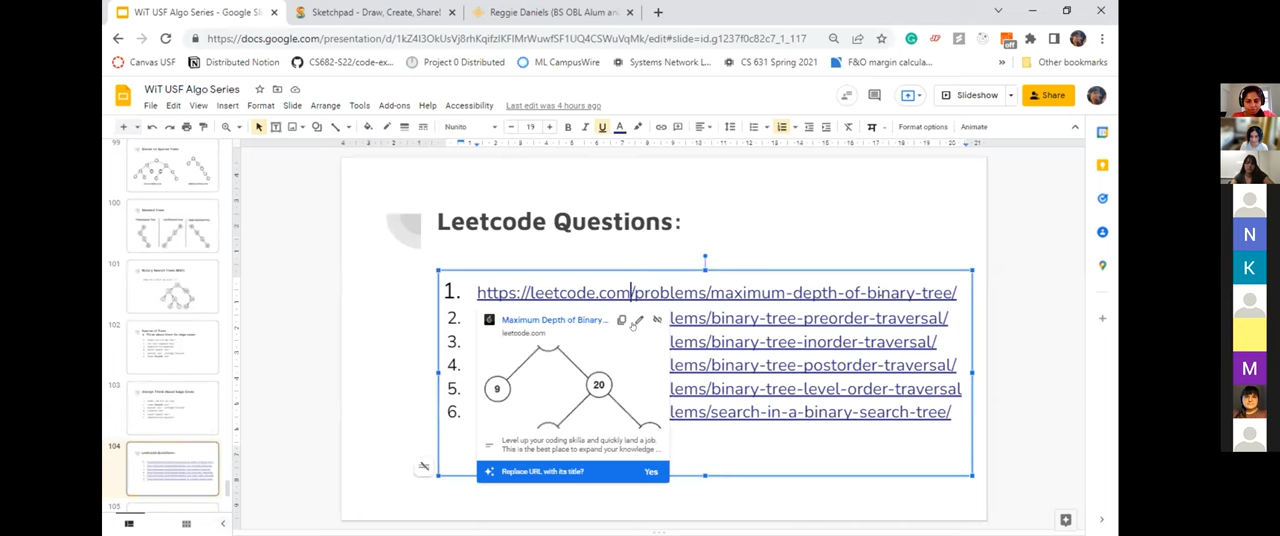 WiT USF Algo Series - Google Sli
Sketchpad - Draw, Create, Share!
Reggie Daniels (BS OBL Alum an
https://docs.google.com/presentation/d/
Canvas USF
Distributed Notion
CS682-S22/code-ex...
Project 0 Distributed
ML CampusWire
Systems Network L...
CS 631 Spring 2021
F&O margin calcula...
Other bookmarks
off
WiT USF Algo Series
File Edit View Insert Format Slide Arrange Tools Add-ons Help Accessibility Last edit was 4 hours ago
Slideshow
Share
Nunito
Format options
Animate
99
100
101
102
103
104
105
Leetcode Questions:
1. https://leetcode.com/problems/maximum-depth-of-binary-tree/
2. lems/binary-tree-preorder-traversal/
3. lems/binary-tree-inorder-traversal/
4. lems/binary-tree-postorder-traversal/
5. lems/binary-tree-level-order-traversal
6. lems/search-in-a-binary-search-tree/
Maximum Depth of Binary...
leetcode.com
9
20
Level up your coding skills and quickly land a job.
This is the best place to expand your knowledge ...
Replace URL with its title?
Yes
N
K
M